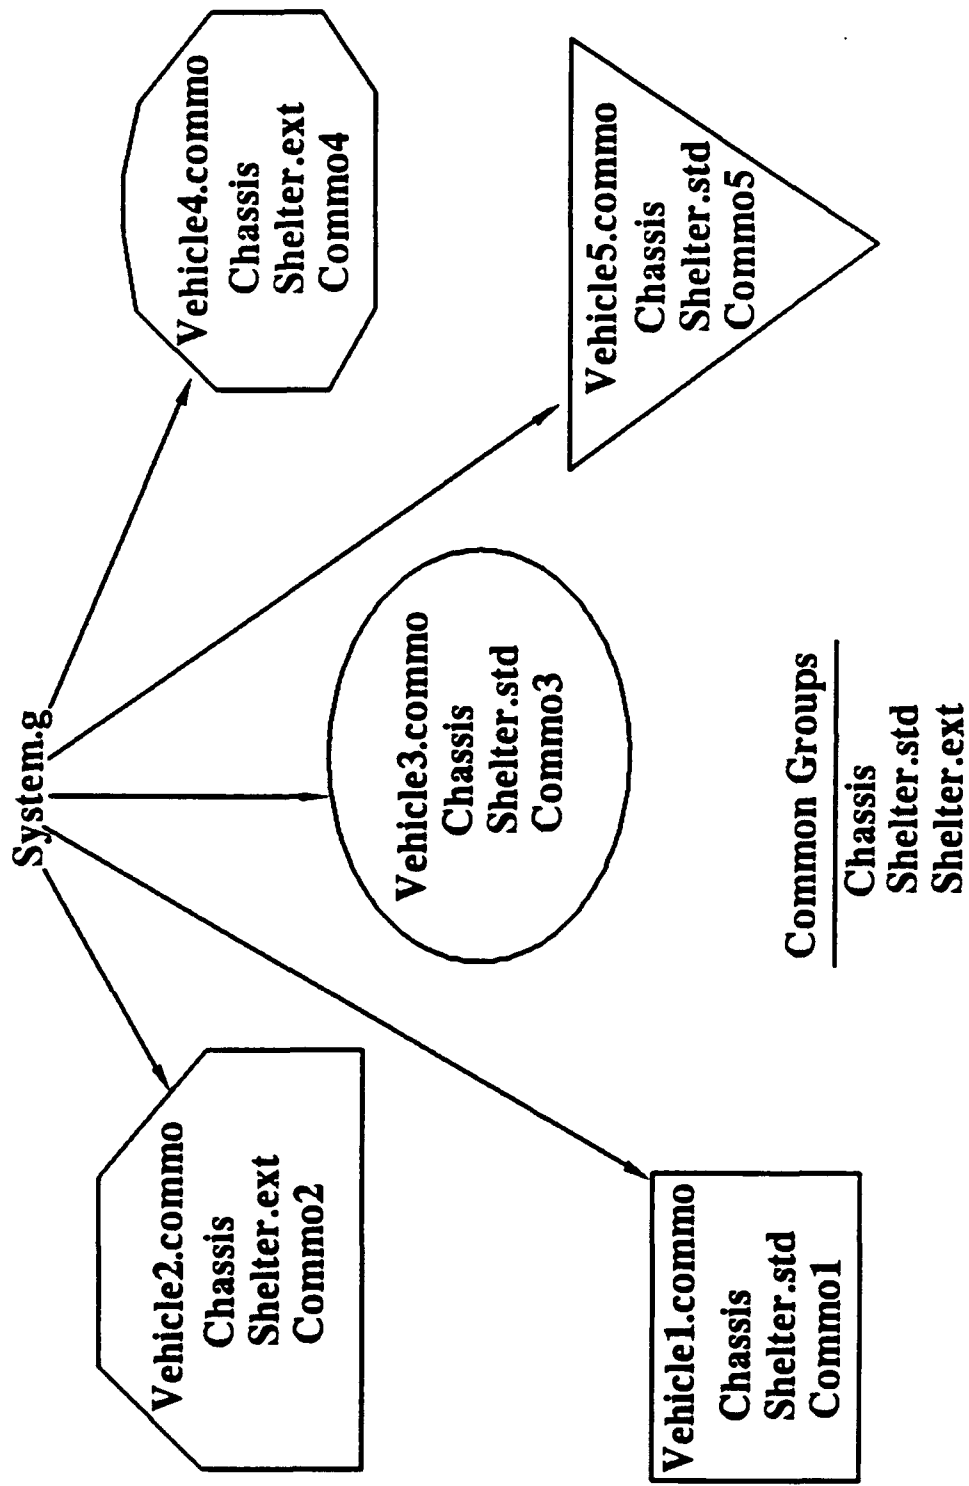 System.g
Vehicle2.commo
Chassis
Shelter.ext
Commo2
Vehicle4.commo
Chassis
Shelter.ext
Commo4
Vehicle3.commo
Chassis
Shelter.std
Commo3
Vehicle1.commo
Chassis
Shelter.std
Commo1
Vehicle5.commo
Chassis
Shelter.std
Commo5
Common Groups
Chassis
Shelter.std
Shelter.ext